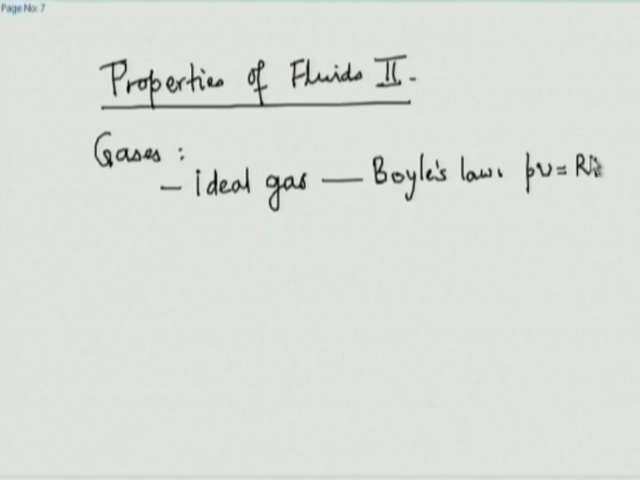 Page No: 7
Properties of Fluids II.
Gases :
– ideal gas — Boyle's law. pv =